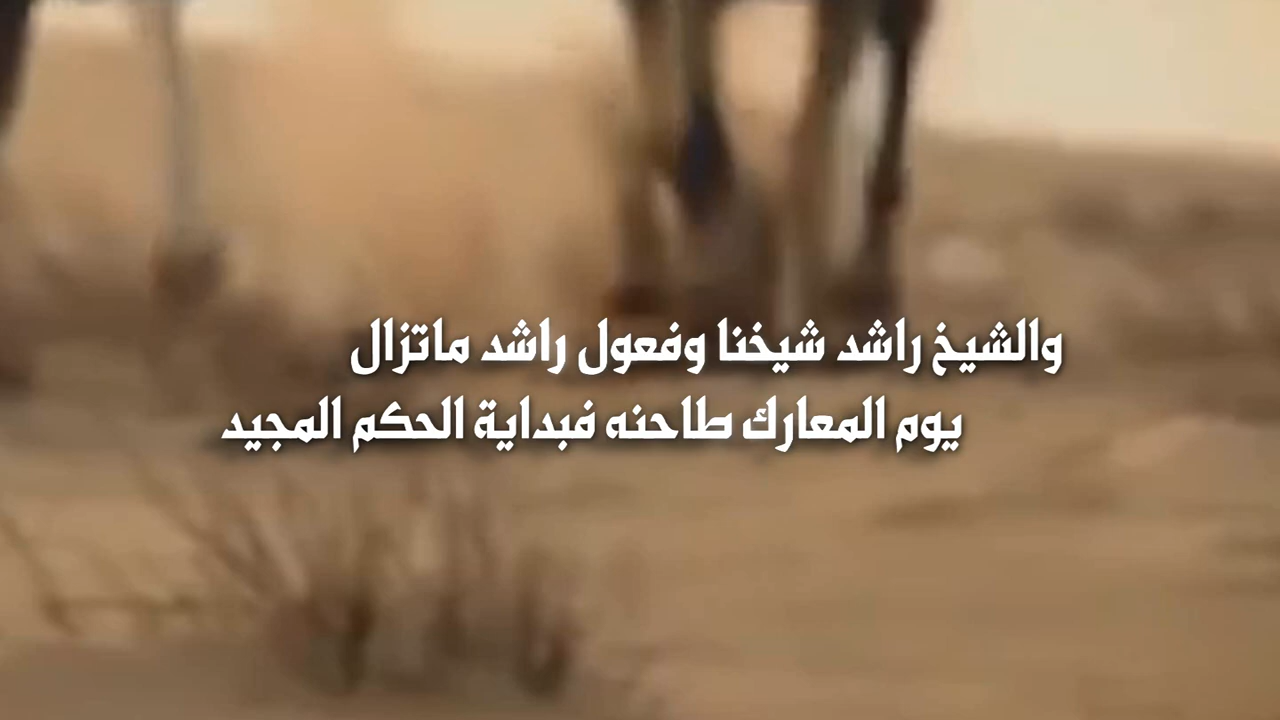 والشيخ راشد شيخنا وفعول راشد ماتزال
يوم المعارك طاحنه فبداية الحكم المجيد